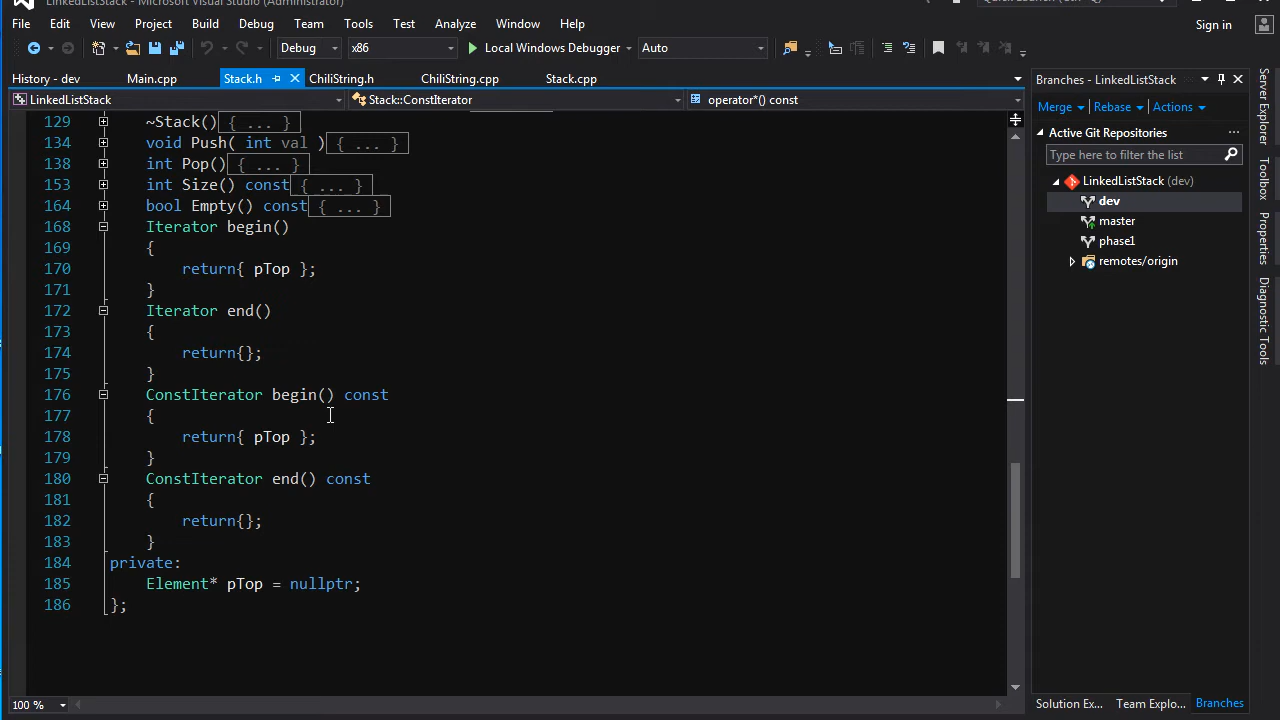 LinkedListStack - Microsoft Visual Studio (Administrator)
File Edit View Project Build Debug Team Tools Test Analyze Window Help Sign in
Debug x86 Local Windows Debugger Auto
History - dev Main.cpp Stack.h ChiliString.h ChiliString.cpp Stack.cpp
LinkedListStack Stack::ConstIterator operator*() const
129 ~Stack(){ ... }
134 void Push( int val ){ ... }
138 int Pop(){ ... }
153 int Size() const{ ... }
164 bool Empty() const{ ... }
168 Iterator begin()
169 {
170 return{ pTop };
171 }
172 Iterator end()
173 {
174 return{};
175 }
176 ConstIterator begin() const
177 {
178 return{ pTop };
179 }
180 ConstIterator end() const
181 {
182 return{};
183 }
184 private:
185 Element* pTop = nullptr;
186 };
100 %
Branches - LinkedListStack
Merge Rebase Actions
Active Git Repositories
Type here to filter the list
LinkedListStack (dev)
dev
master
phase1
remotes/origin
Solution Ex... Team Explo... Branches
Server Explorer
Toolbox
Properties
Diagnostic Tools